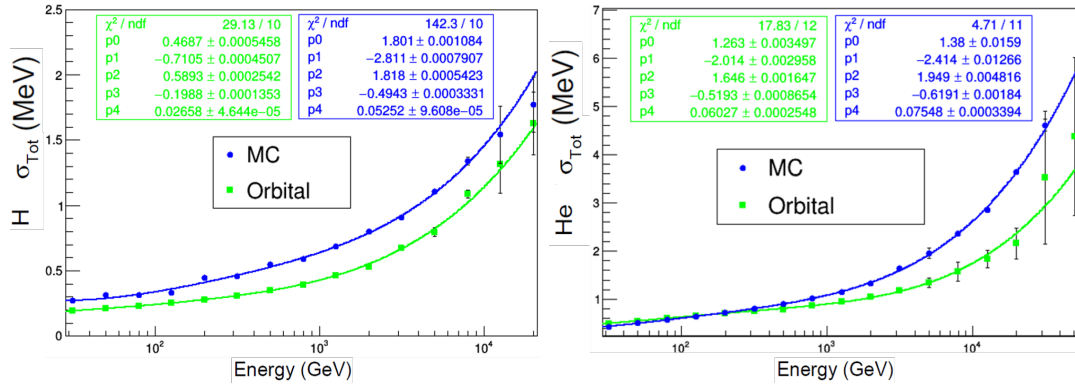 χ² / ndf 29.13 / 10
p0 0.4687 ± 0.0005458
p1 −0.7105 ± 0.0004507
p2 0.5893 ± 0.0002542
p3 −0.1988 ± 0.0001353
p4 0.02658 ± 4.644e−05
χ² / ndf 142.3 / 10
p0 1.801 ± 0.001084
p1 −2.811 ± 0.0007907
p2 1.818 ± 0.0005423
p3 −0.4943 ± 0.0003331
p4 0.05252 ± 9.608e−05
H σTot (MeV)
2.5
2
1.5
1
0.5
0
MC
Orbital
10²
10³
10⁴
Energy (GeV)
χ² / ndf 17.83 / 12
p0 1.263 ± 0.003497
p1 −2.014 ± 0.002958
p2 1.646 ± 0.001647
p3 −0.5193 ± 0.0008654
p4 0.06027 ± 0.0002548
χ² / ndf 4.71 / 11
p0 1.38 ± 0.0159
p1 −2.414 ± 0.01266
p2 1.949 ± 0.004816
p3 −0.6191 ± 0.00184
p4 0.07548 ± 0.0003394
He σTot (MeV)
7
6
5
4
3
2
1
MC
Orbital
10²
10³
10⁴
Energy (GeV)